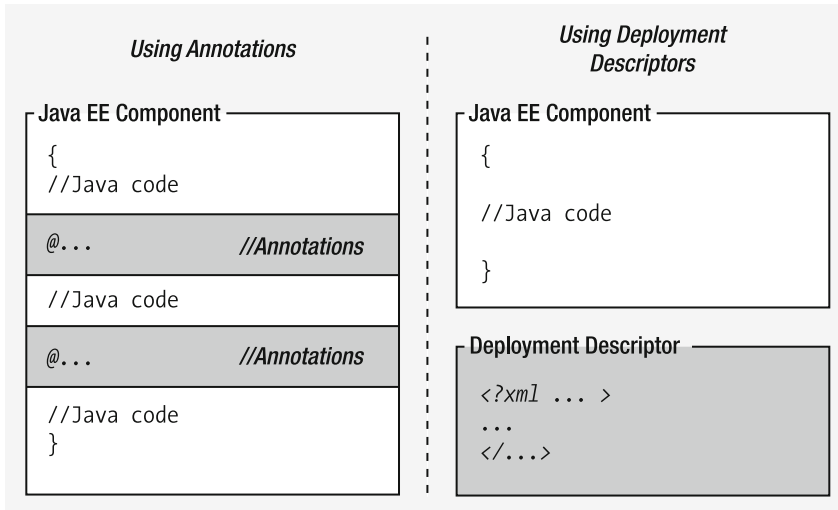 Using Annotations
Java EE Component
{
//Java code
@... //Annotations
//Java code
@... //Annotations
//Java code
}
Using Deployment
Descriptors
Java EE Component
{
//Java code
}
Deployment Descriptor
<?xml ... >
...
</...>